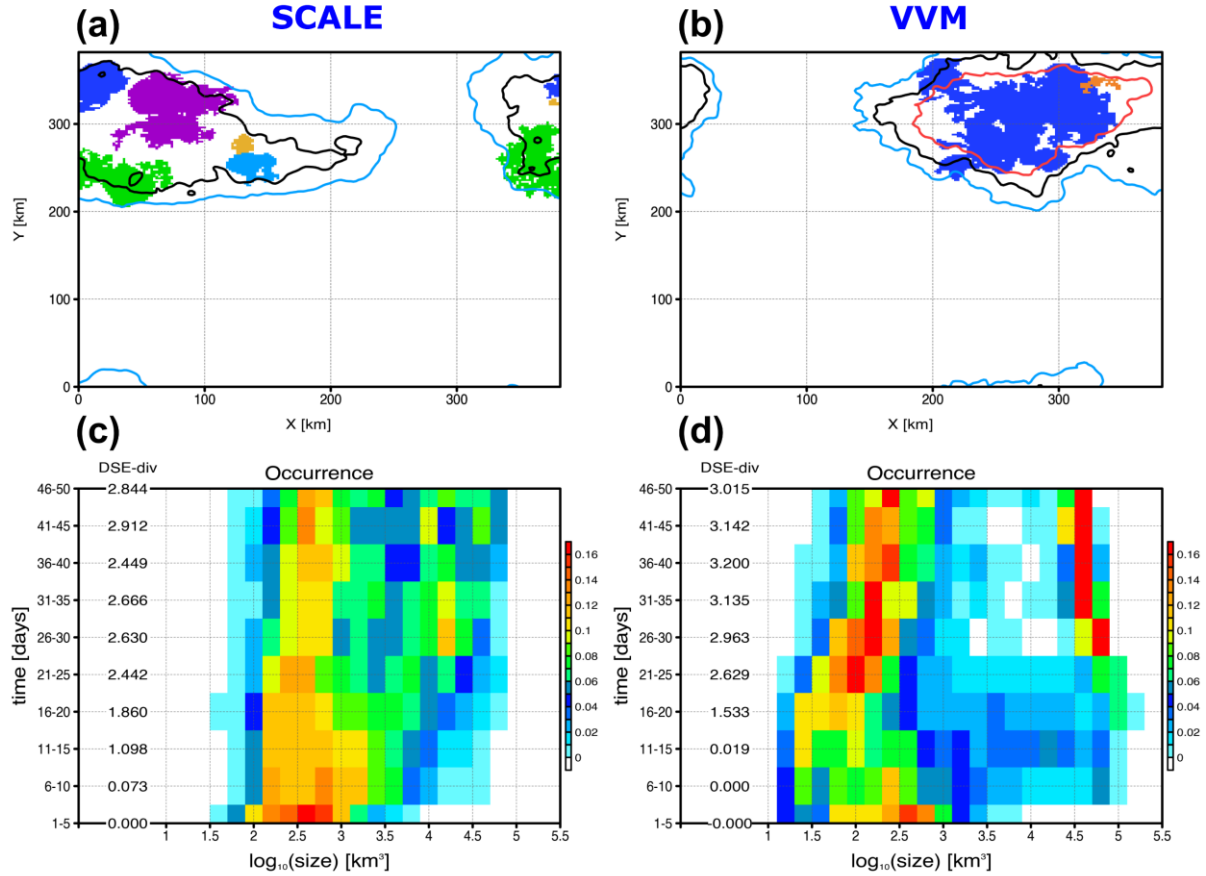 (a) SCALE
(b) VVM
300
200
100
0
Y [km]
0 100 200 300
X [km]
300
200
100
0
Y [km]
0 100 200 300
X [km]
(c)
DSE-div Occurrence
46-50 2.844
41-45 2.912
36-40 2.449
31-35 2.666
26-30 2.630
21-25 2.442
16-20 1.860
11-15 1.098
6-10 0.073
1-5 0.000
time [days]
1 1.5 2 2.5 3 3.5 4 4.5 5 5.5
log₁₀(size) [km³]
0.16
0.14
0.12
0.1
0.08
0.06
0.04
0.02
0
(d)
DSE-div Occurrence
46-50 3.015
41-45 3.142
36-40 3.200
31-35 3.135
26-30 2.963
21-25 2.629
16-20 1.533
11-15 0.019
6-10 0.000
1-5 -0.000
time [days]
1 1.5 2 2.5 3 3.5 4 4.5 5 5.5
log₁₀(size) [km³]
0.16
0.14
0.12
0.1
0.08
0.06
0.04
0.02
0